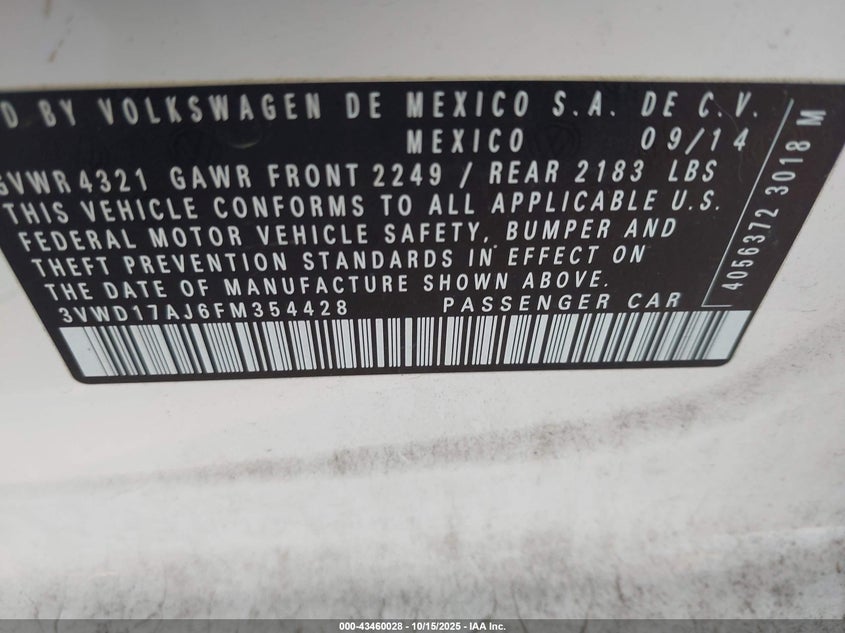 D BY VOLKSWAGEN DE MEXICO S.A. DE C.V.
MEXICO 09/14
GVWR 4321 GAWR FRONT 2249 / REAR 2183 LBS
THIS VEHICLE CONFORMS TO ALL APPLICABLE U.S.
FEDERAL MOTOR VEHICLE SAFETY, BUMPER AND
THEFT PREVENTION STANDARDS IN EFFECT ON
THE DATE OF MANUFACTURE SHOWN ABOVE.
3VWD17AJ6FM354428 PASSENGER CAR
4056372 3018 M
000-43460028 - 10/15/2025 - IAA Inc.